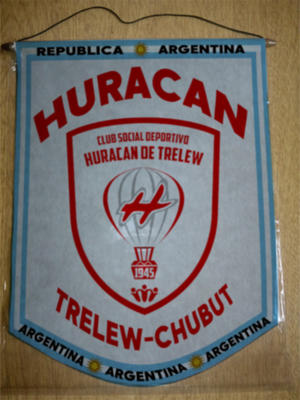 REPUBLICA ARGENTINA
HURACAN
CLUB SOCIAL DEPORTIVO
HURACAN DE TRELEW
H
1945
TRELEW-CHUBUT
ARGENTINA ARGENTINA ARGENTINA